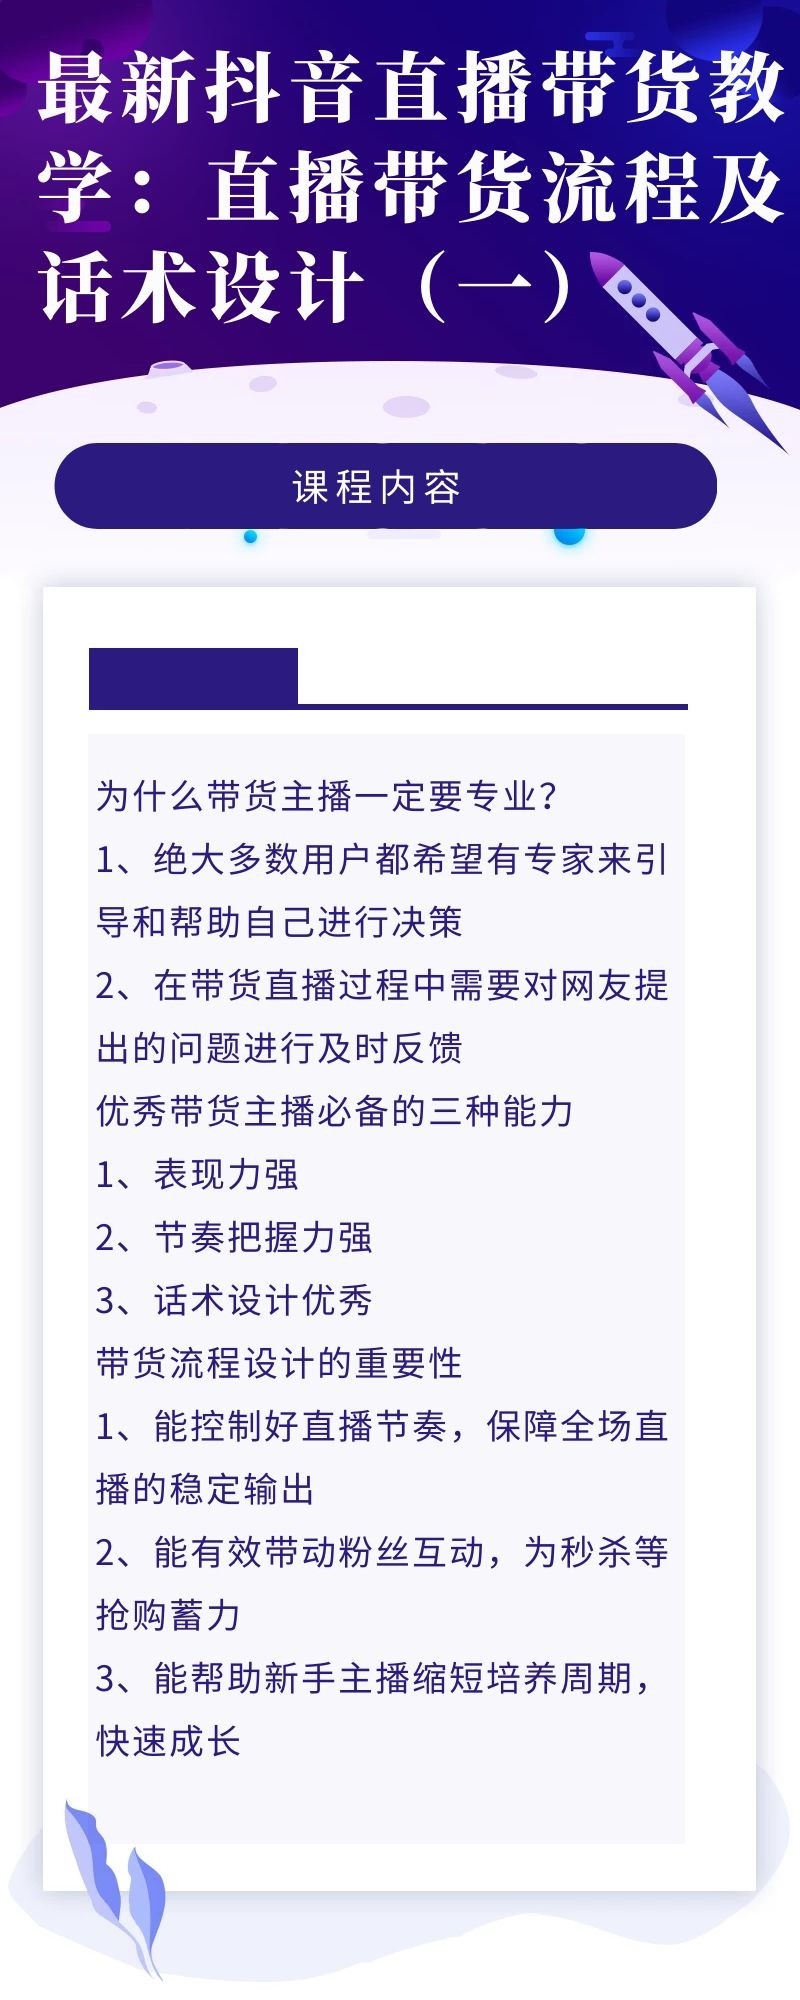 最新抖音直播带货教
学：直播带货流程及
话术设计（一）
课程内容
为什么带货主播一定要专业？
1、绝大多数用户都希望有专家来引
导和帮助自己进行决策
2、在带货直播过程中需要对网友提
出的问题进行及时反馈
优秀带货主播必备的三种能力
1、表现力强
2、节奏把握力强
3、话术设计优秀
带货流程设计的重要性
1、能控制好直播节奏，保障全场直
播的稳定输出
2、能有效带动粉丝互动，为秒杀等
抢购蓄力
3、能帮助新手主播缩短培养周期，
快速成长